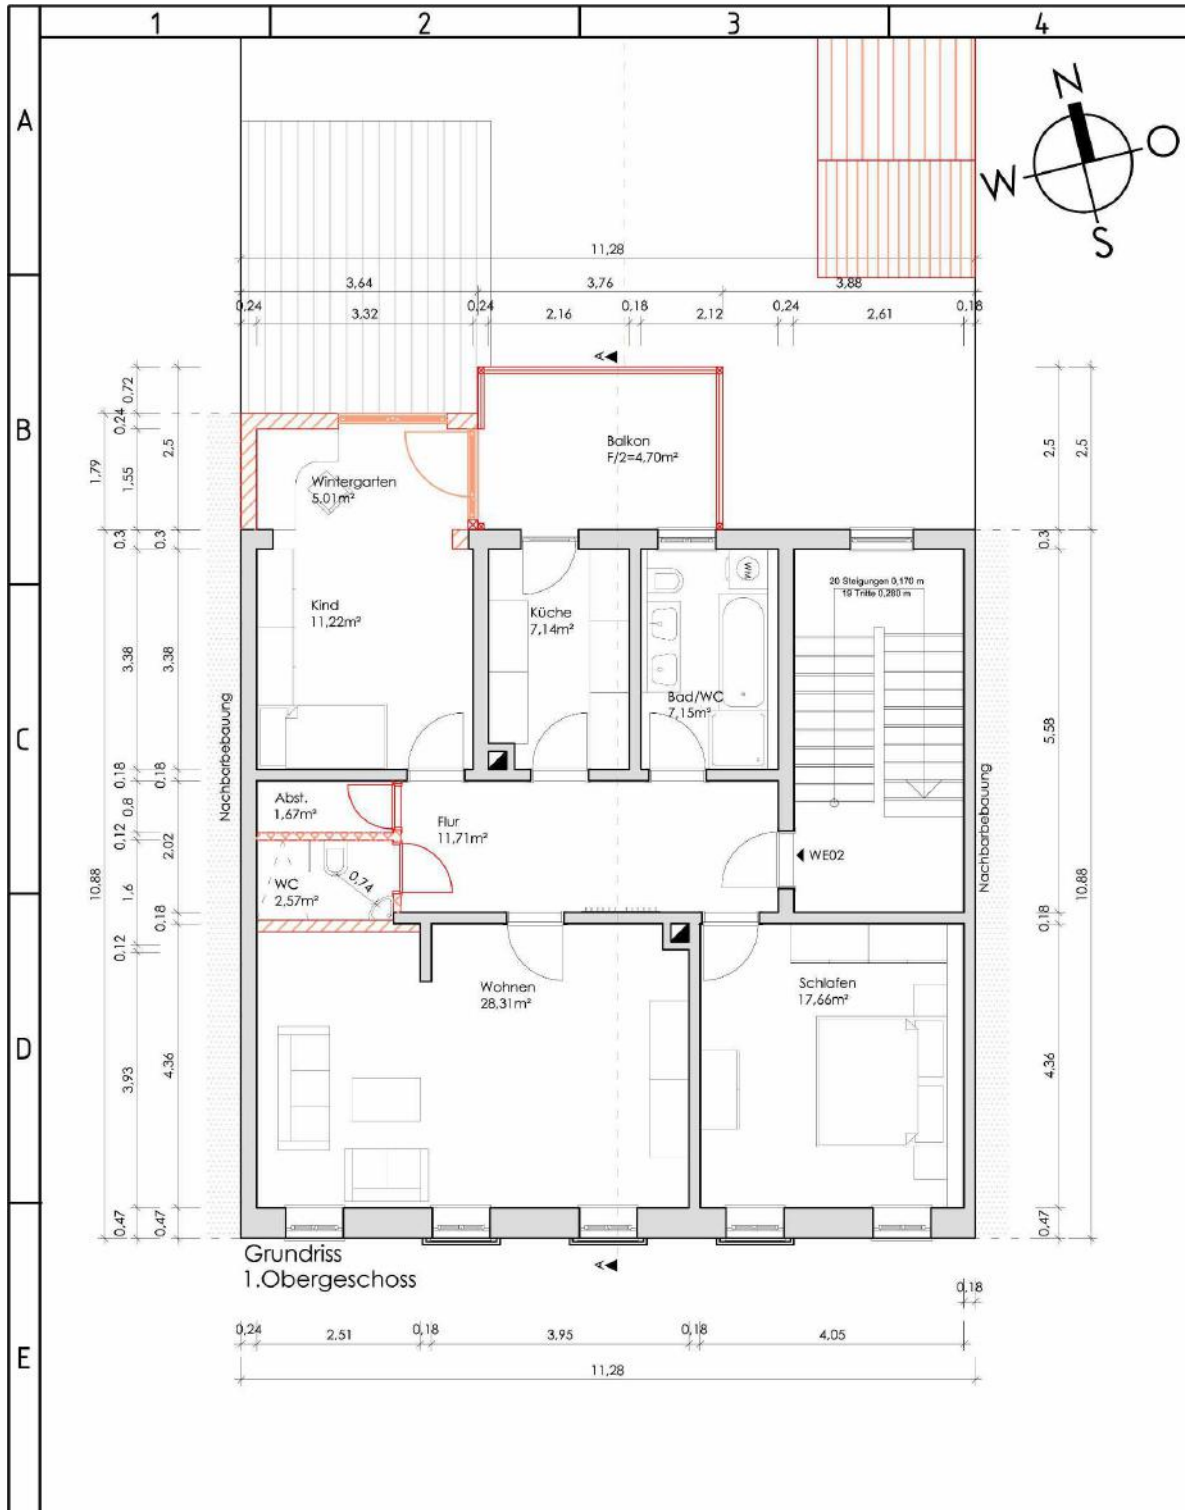 1 2 3 4
A
N
W O
S
11,28
3,64 3,76 3,88
0,24 0,24 0,18 0,24 0,18
3,32 2,16 2,12 2,61
A
B
0,72
0,24
1,79
1,55
2,5
2,5
2,5
Balkon
F/2=4,70m²
Wintergarten
5,01m²
0,3
0,3
0,3
20 Steigungen 0,170 m
19 Tritte 0,280 m
WM
Kind
11,22m²
Küche
7,14m²
Bad/WC
7,15m²
3,38
3,38
5,58
C
Nachbarbebauung
Nachbarbebauung
0,18
0,18
0,8
0,12
2,02
1,6
0,18
0,12
10,88
10,88
0,18
Abst.
1,67m²
Flur
11,71m²
WE02
WC
2,57m²
0,74
Wohnen
28,31m²
Schlafen
17,66m²
D
3,93
4,36
4,36
0,47
0,47
0,47
Grundriss
1.Obergeschoss
A
0,18
0,24 2,51 0,18 3,95 0,18 4,05
E
11,28